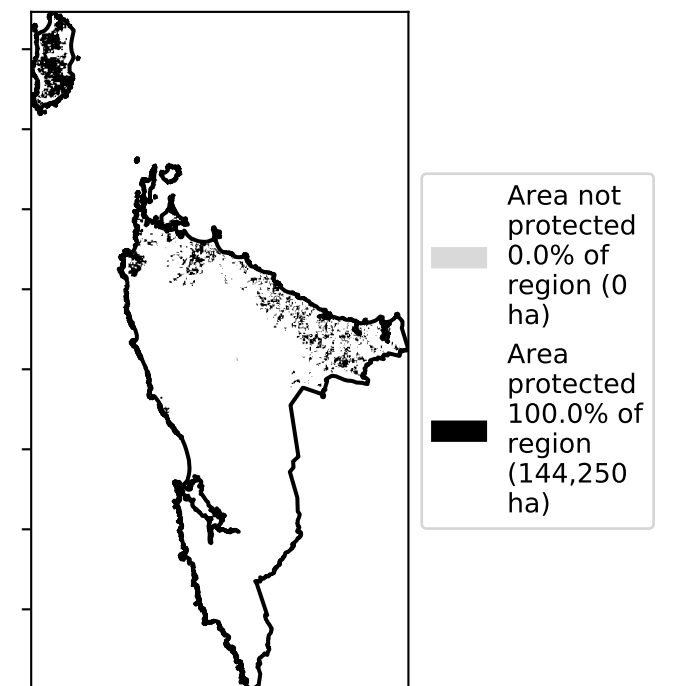 Area not
protected
0.0% of
region (0
ha)
Area
protected
100.0% of
region
(144,250
ha)